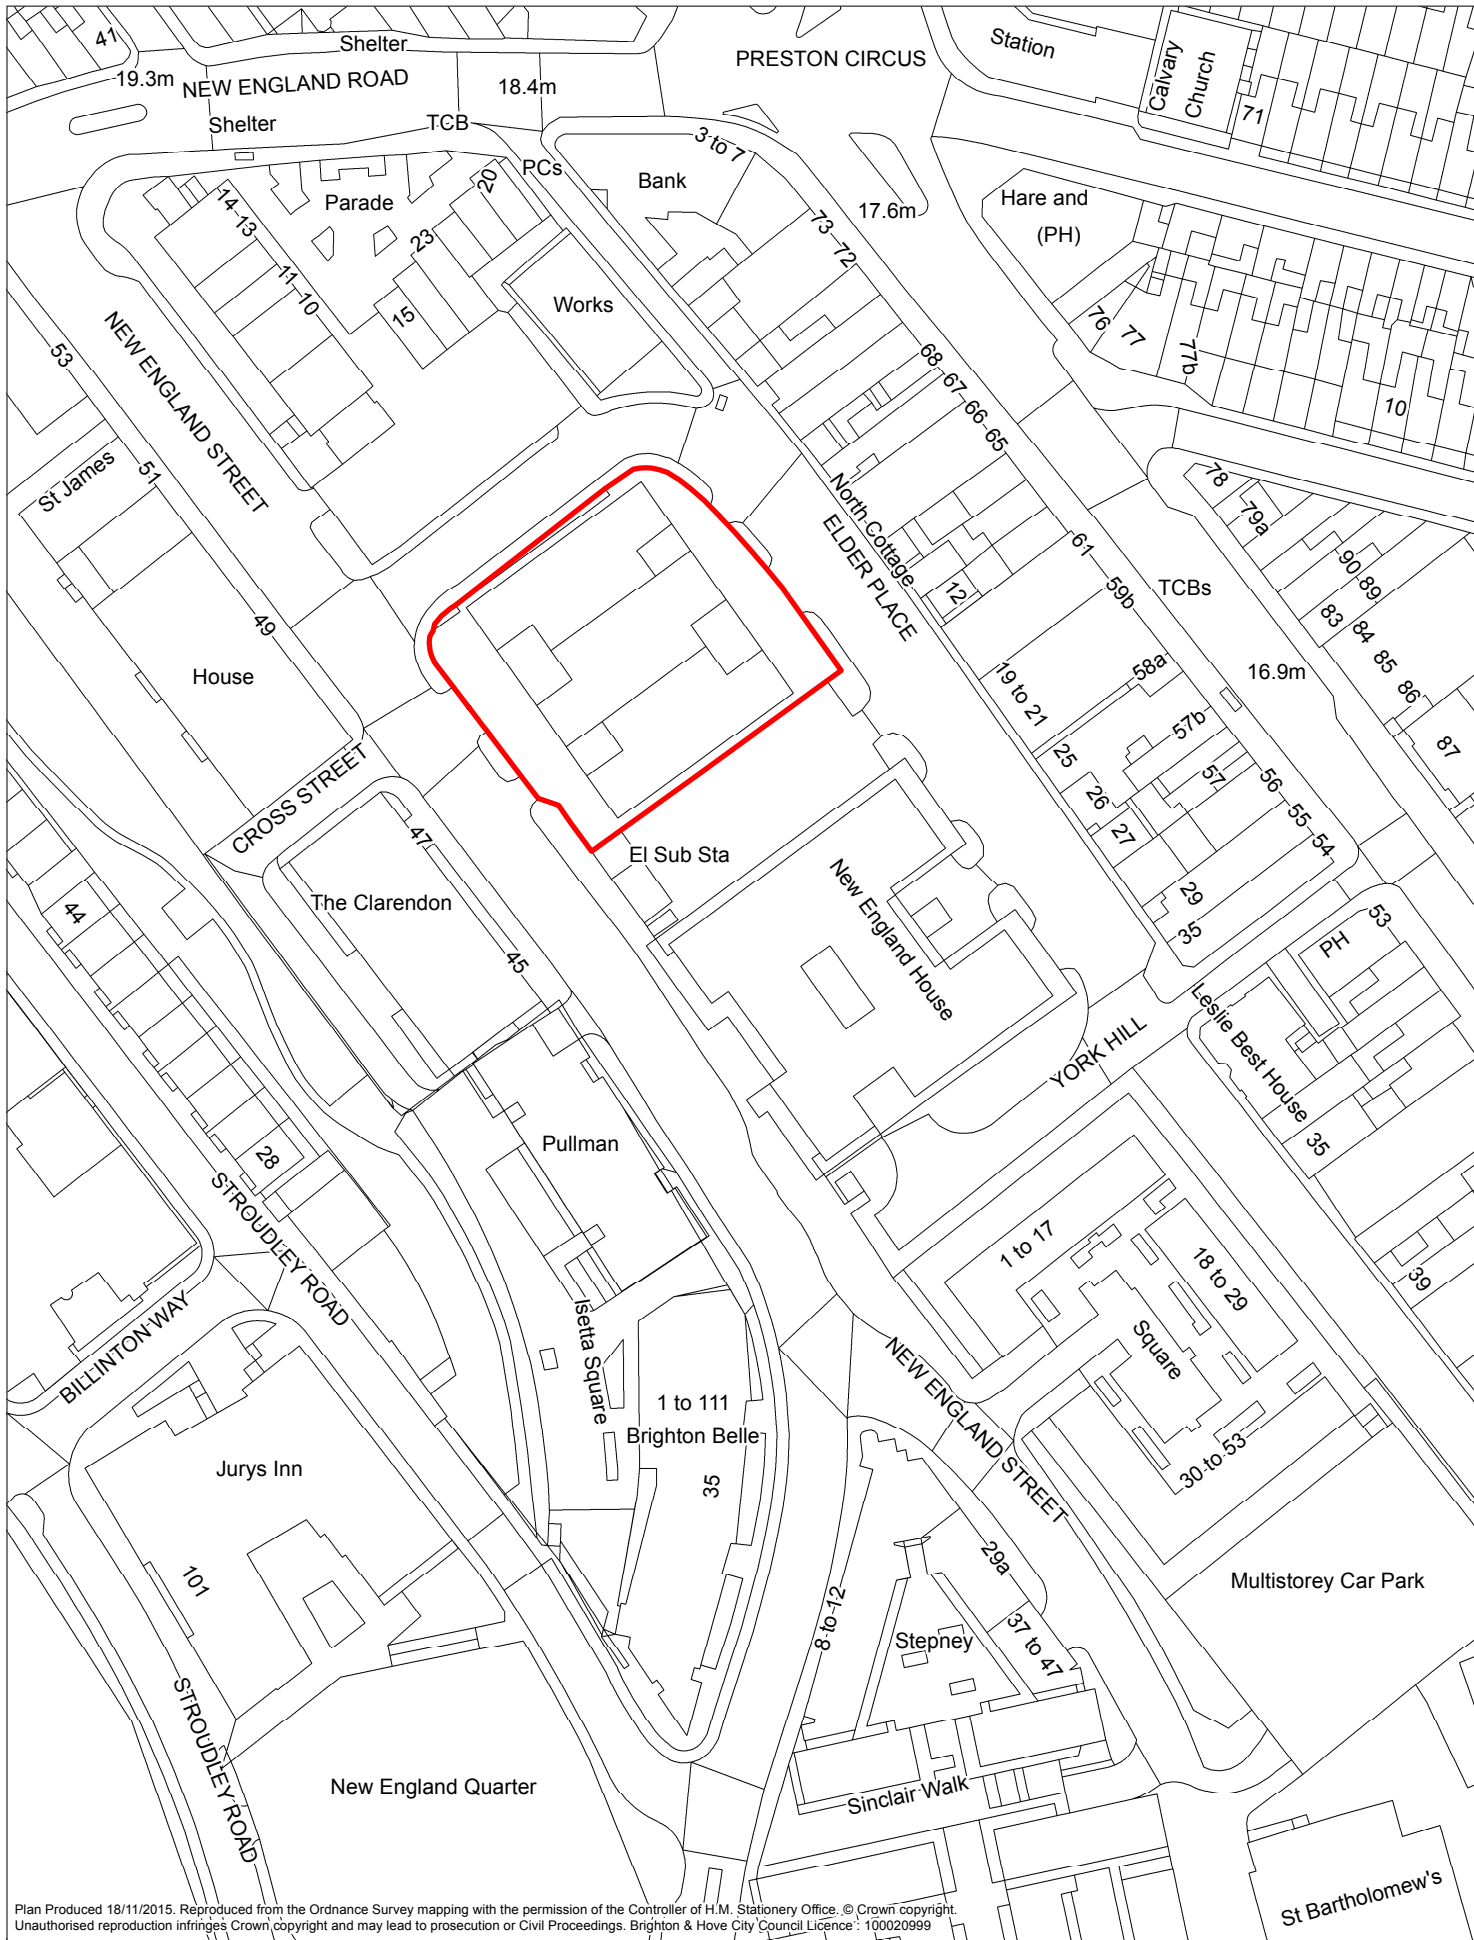 41
Shelter
19.3m
NEW ENGLAND ROAD
18.4m
PRESTON CIRCUS
Station
Calvary
Church
71
Shelter
TCB
3 to 7
PCs
Bank
20
Parade
14
13
23
73
72
17.6m
Hare and
(PH)
11
10
15
Works
76
77
77b
10
53
NEW ENGLAND STREET
68
67
66
65
St James
51
North Cottage
ELDER PLACE
78
79a
49
12
61
59b
TCBs
90
89
83
84
85
86
House
19 to 21
58a
16.9m
57b
87
25
26
27
57
56
55
54
CROSS STREET
47
El Sub Sta
The Clarendon
44
New England House
29
35
53
PH
45
Leslie Best House
YORK HILL
Pullman
28
35
STROUDLEY ROAD
1 to 17
18 to 29
39
BILLINTON WAY
Isetta Square
Square
NEW ENGLAND STREET
1 to 111
Brighton Belle
35
30 to 53
Jurys Inn
101
29a
8 to 12
Stepney
37 to 47
Multistorey Car Park
STROUDLEY ROAD
New England Quarter
Sinclair Walk
St Bartholomew's
Plan Produced 18/11/2015. Reproduced from the Ordnance Survey mapping with the permission of the Controller of H.M. Stationery Office. © Crown copyright.
Unauthorised reproduction infringes Crown copyright and may lead to prosecution or Civil Proceedings. Brighton & Hove City Council Licence : 100020999